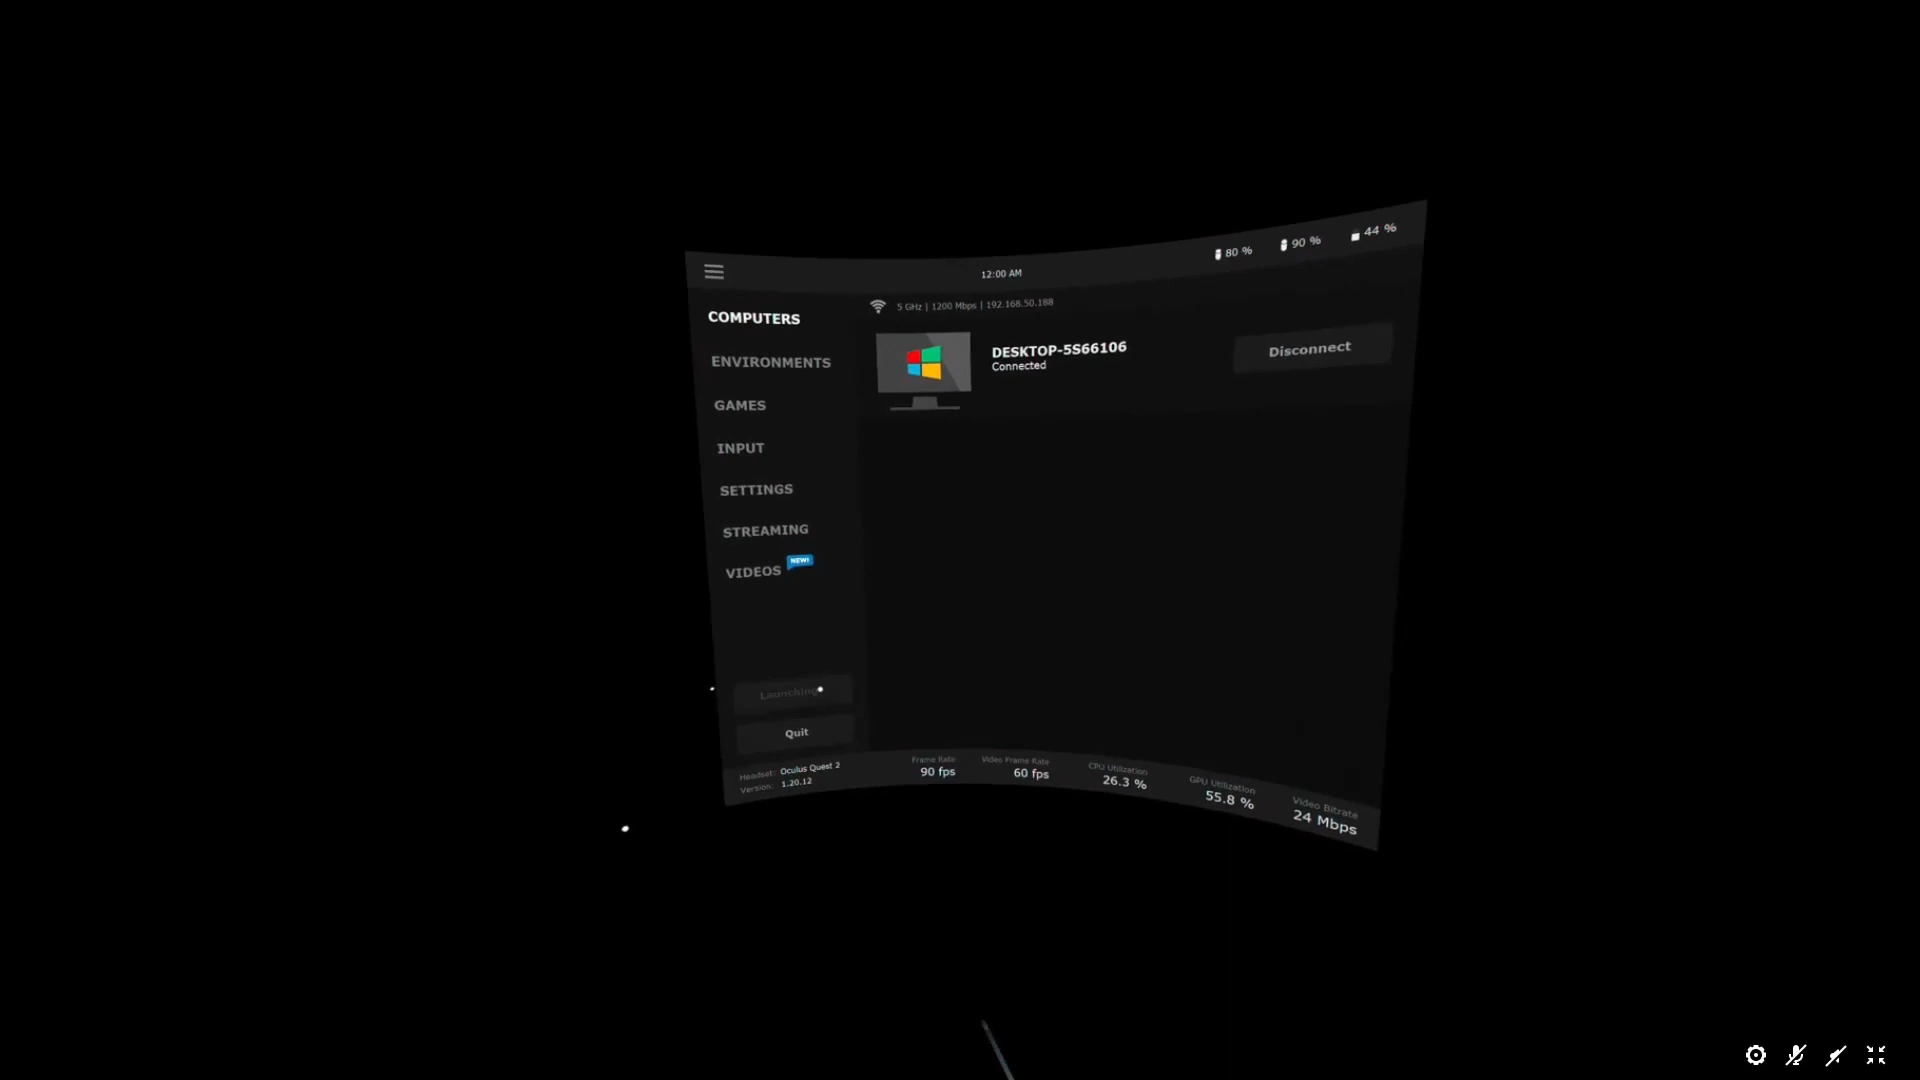 12:00 AM
80 %
90 %
44 %
COMPUTERS
ENVIRONMENTS
GAMES
INPUT
SETTINGS
STREAMING
VIDEOS
NEW!
Launching
Quit
Headset: Oculus Quest 2
Version: 1.20.12
5 GHz | 1200 Mbps | 192.168.50.188
DESKTOP-5S66106
Connected
Disconnect
Frame Rate
90 fps
Video Frame Rate
60 fps
CPU Utilization
26.3 %
GPU Utilization
55.8 %
Video Bitrate
24 Mbps